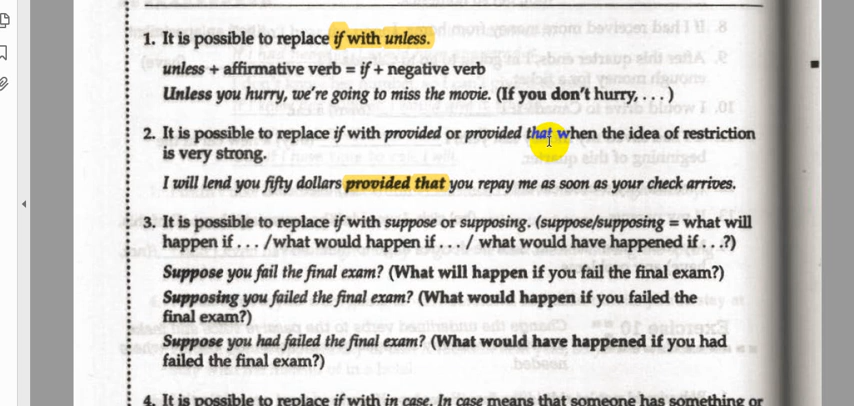 1. It is possible to replace if with unless.
unless + affirmative verb = if + negative verb
Unless you hurry, we're going to miss the movie. (If you don't hurry, . . . )
2. It is possible to replace if with provided or provided that when the idea of restriction
is very strong.
I will lend you fifty dollars provided that you repay me as soon as your check arrives.
3. It is possible to replace if with suppose or supposing. (suppose/supposing = what will
happen if . . . /what would happen if . . . / what would have happened if . . .?)
Suppose you fail the final exam? (What will happen if you fail the final exam?)
Supposing you failed the final exam? (What would happen if you failed the
final exam?)
Suppose you had failed the final exam? (What would have happened if you had
failed the final exam?)
4. It is possible to replace if with in case. In case means that someone has something or